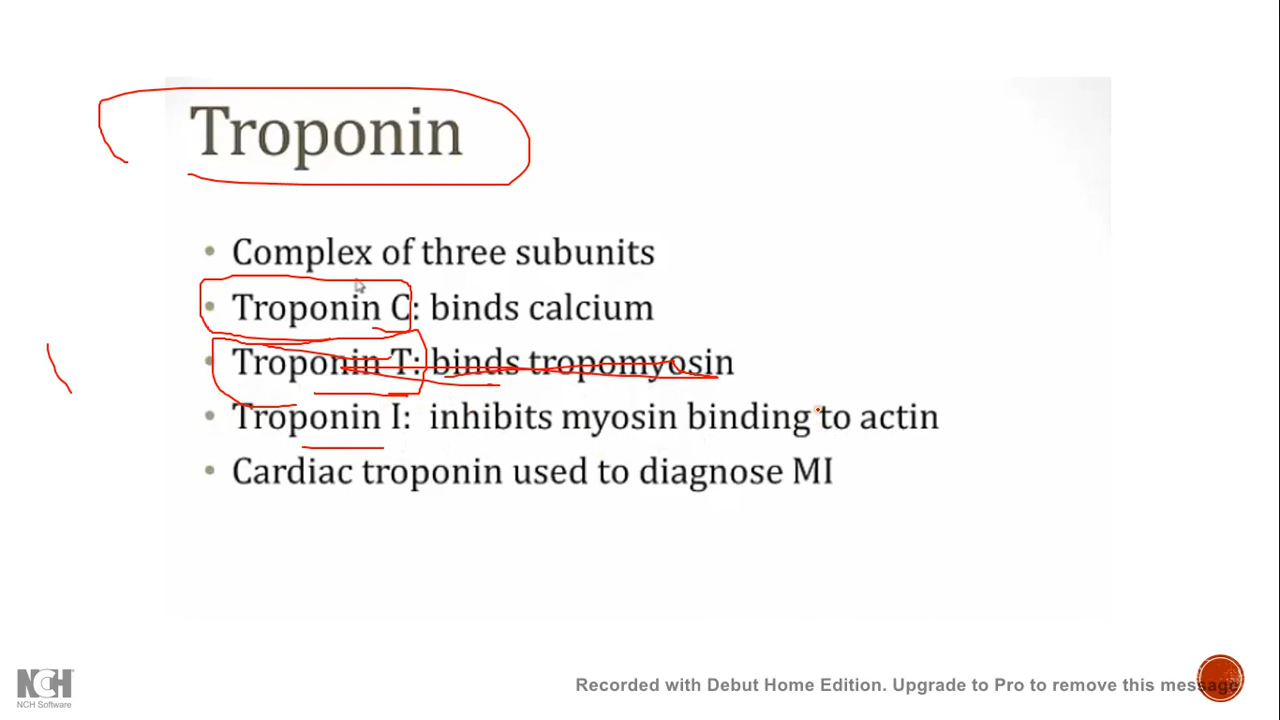 Troponin
• Complex of three subunits
• Troponin C: binds calcium
• Troponin T: binds tropomyosin
• Troponin I: inhibits myosin binding to actin
• Cardiac troponin used to diagnose MI
NCH
NCH Software
Recorded with Debut Home Edition. Upgrade to Pro to remove this message